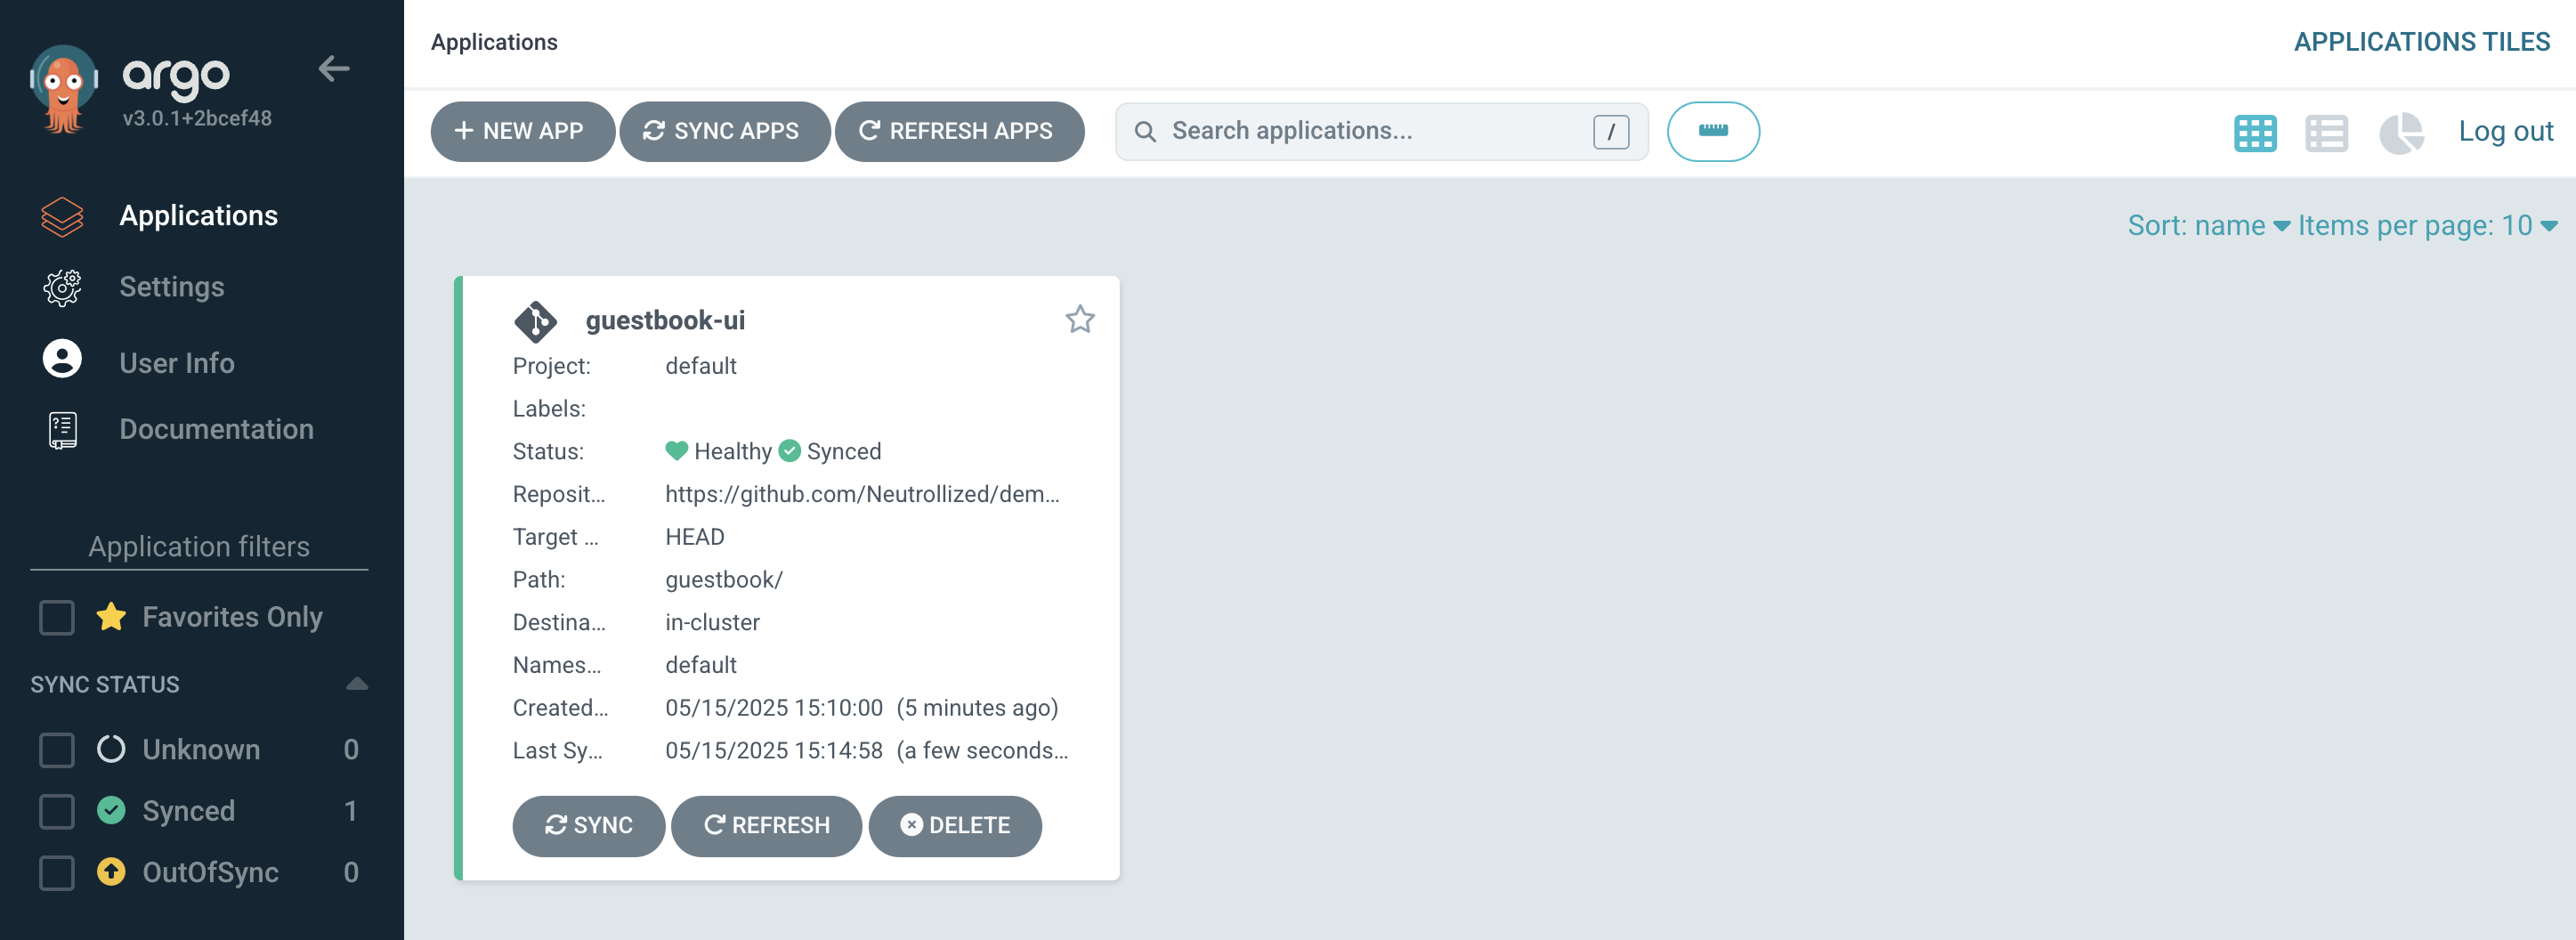 argo
v3.0.1+2bcef48
Applications
Settings
User Info
Documentation
Application filters
Favorites Only
SYNC STATUS
Unknown 0
Synced 1
OutOfSync 0
Applications
APPLICATIONS TILES
NEW APP SYNC APPS REFRESH APPS Search applications... / Log out
Sort: name Items per page: 10
guestbook-ui
Project: default
Labels:
Status: Healthy Synced
Reposit... https://github.com/Neutrollized/dem...
Target ... HEAD
Path: guestbook/
Destina... in-cluster
Names... default
Created... 05/15/2025 15:10:00 (5 minutes ago)
Last Sy... 05/15/2025 15:14:58 (a few seconds...
SYNC REFRESH DELETE